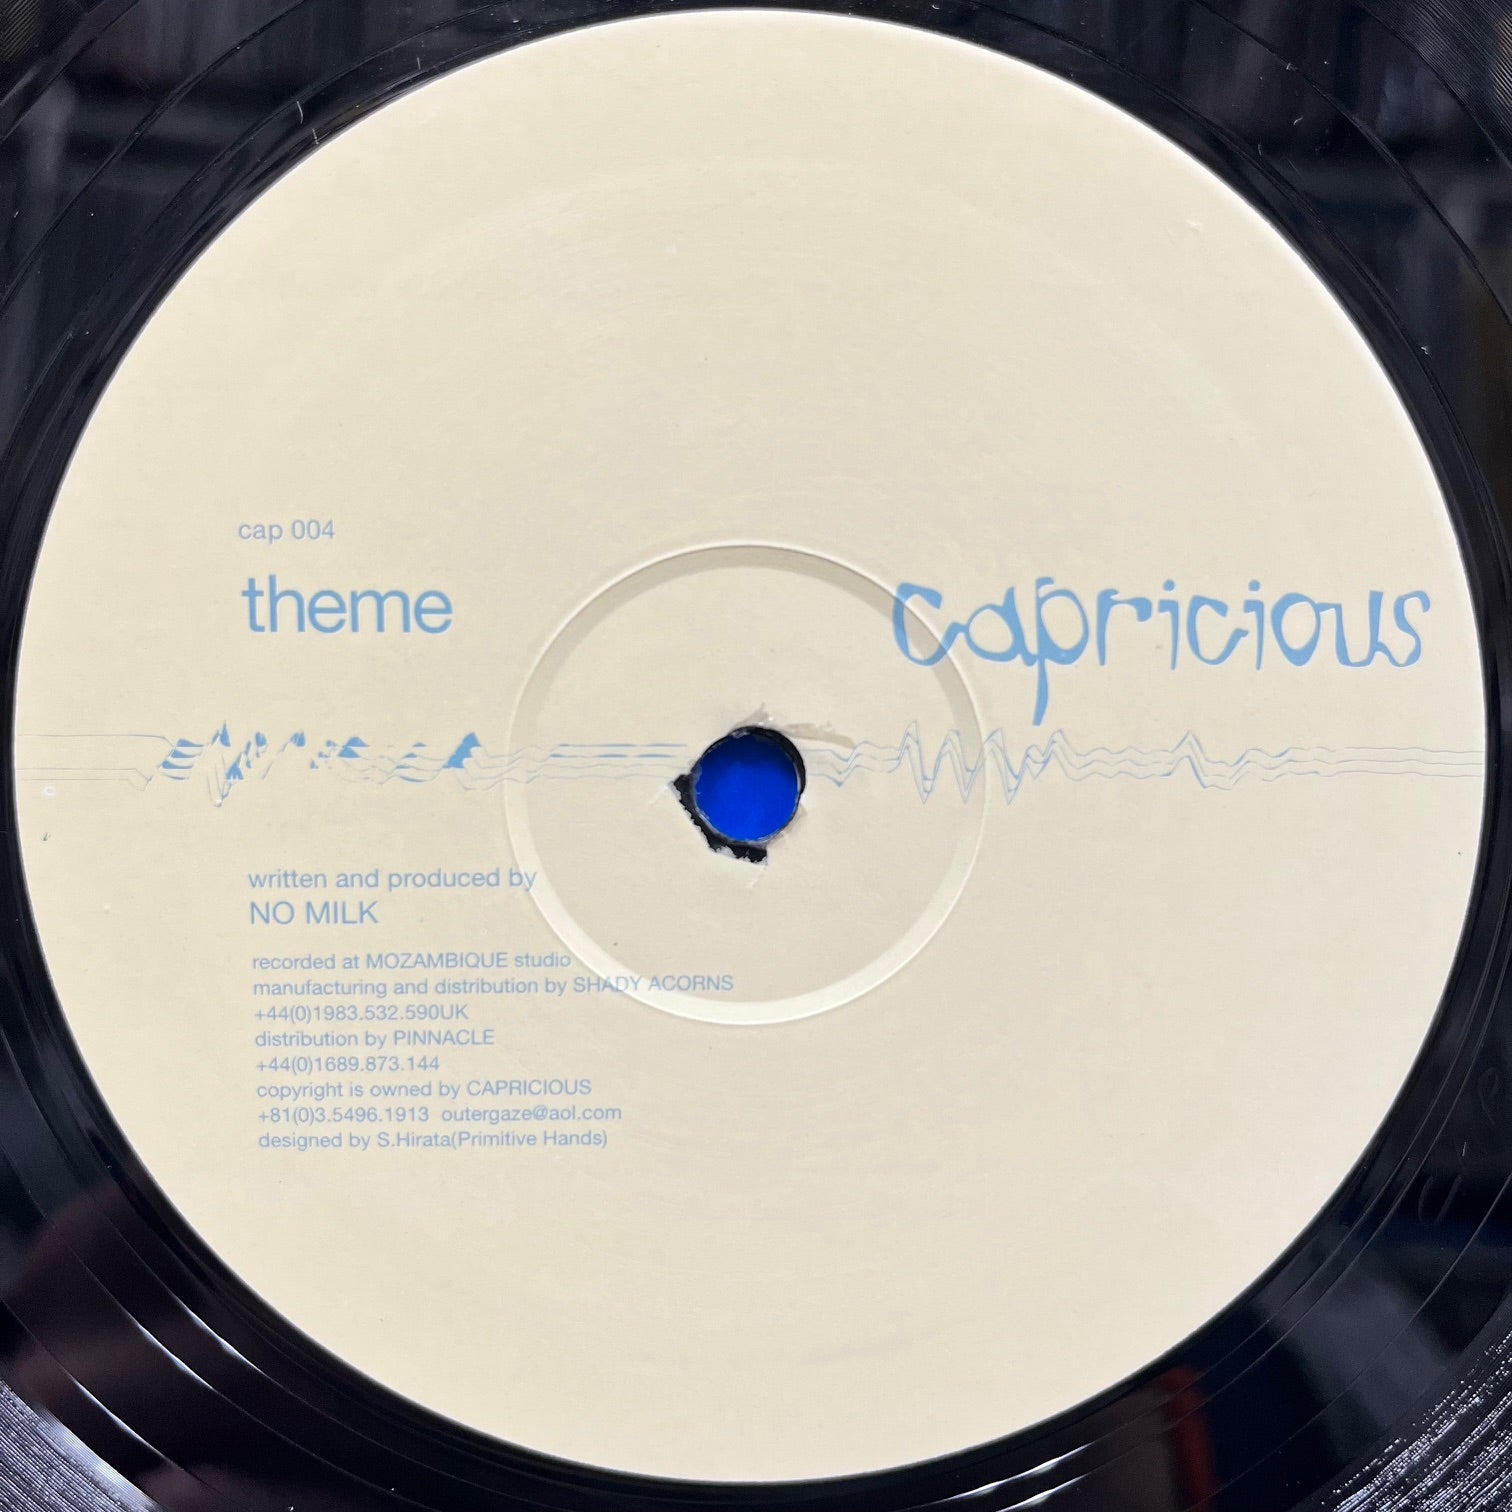 cap 004
theme
capricious
written and produced by
NO MILK
recorded at MOZAMBIQUE studio
manufacturing and distribution by SHADY ACORNS
+44(0)1983.532.590UK
distribution by PINNACLE
+44(0)1689.873.144
copyright is owned by CAPRICIOUS
+81(0)3.5496.1913 outergaze@aol.com
designed by S.Hirata(Primitive Hands)